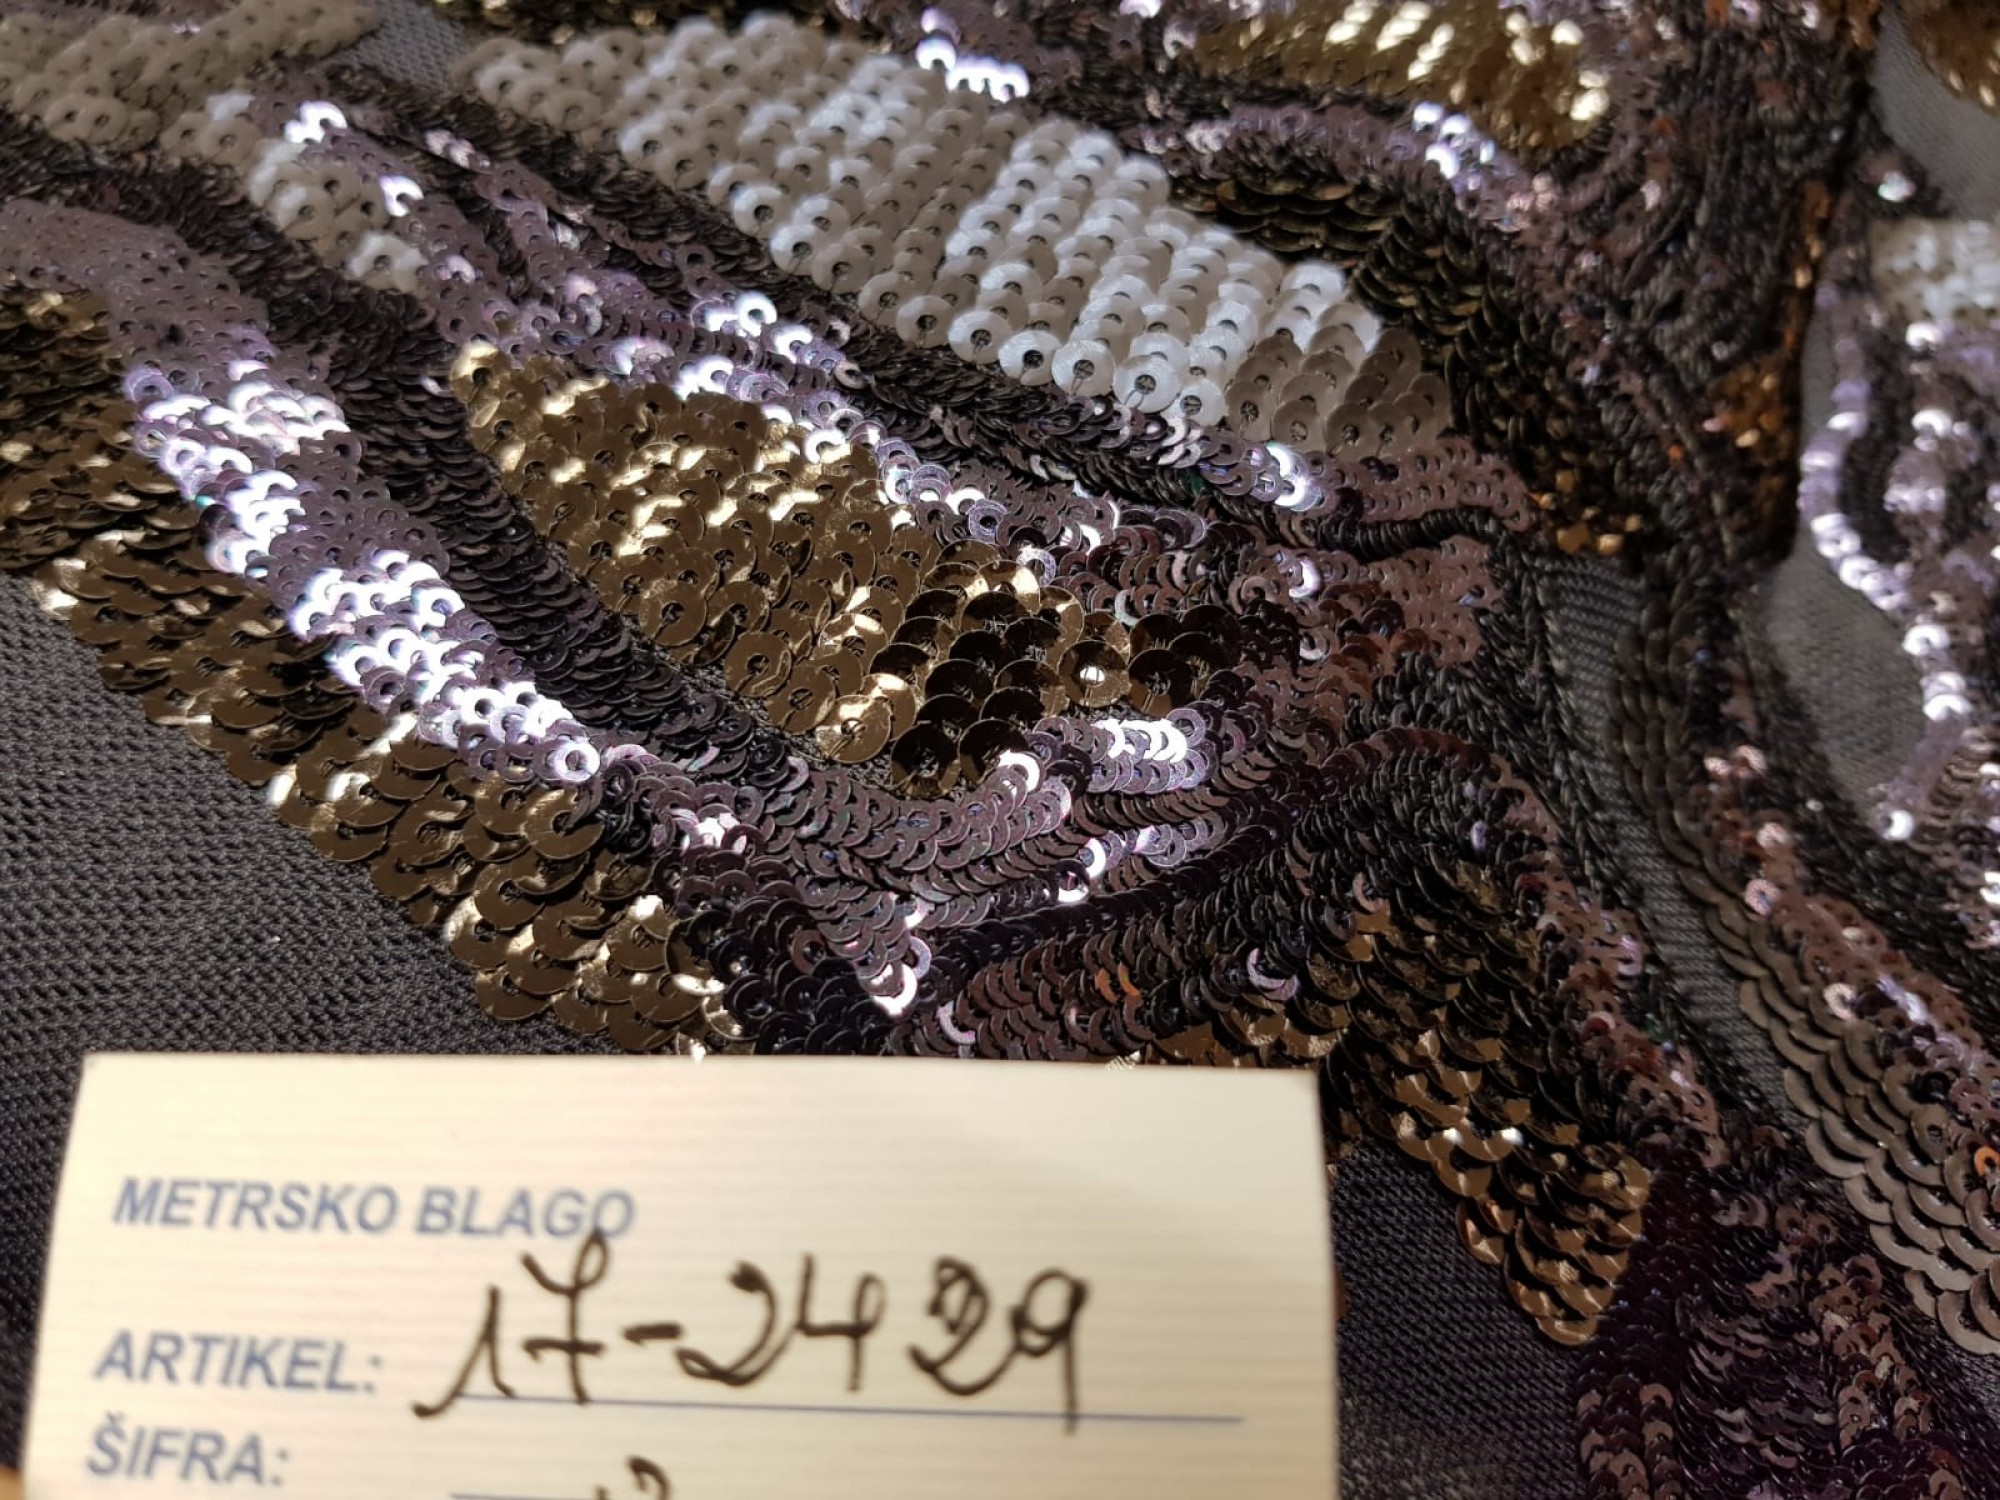 METRSKO BLAGO
ARTIKEL: 17-2429
ŠIFRA: